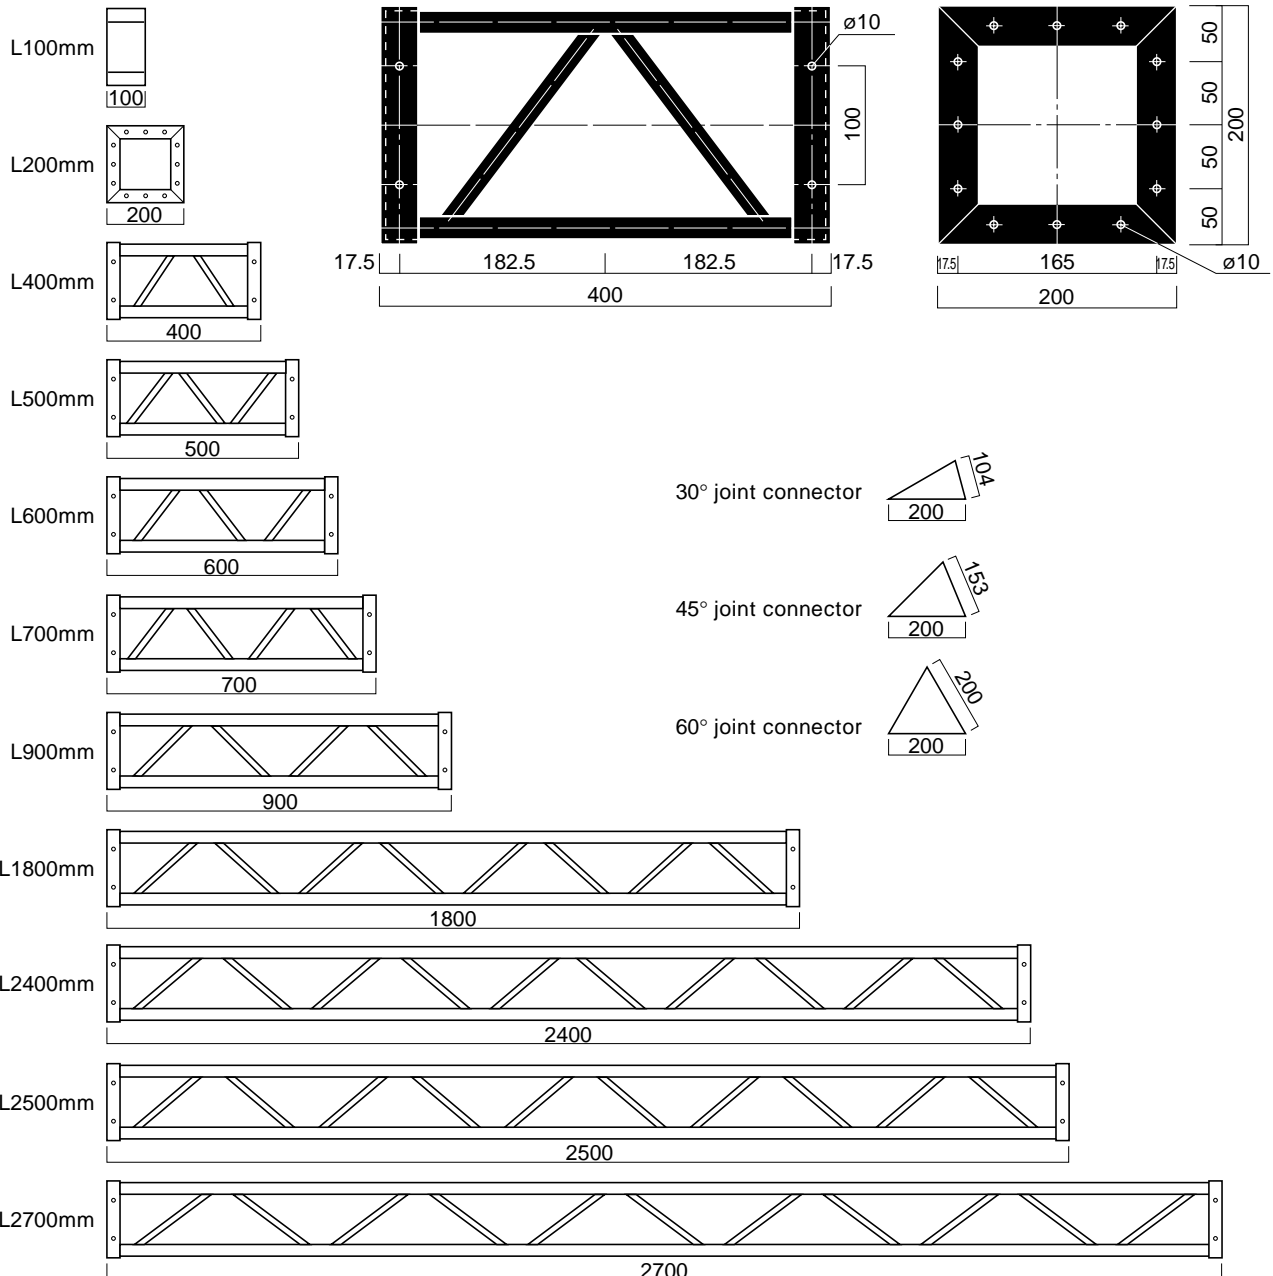 L100mm
100
L200mm
200
L400mm
400
L500mm
500
L600mm
600
L700mm
700
L900mm
900
L1800mm
1800
L2400mm
2400
L2500mm
2500
L2700mm
2700
ø10
100
17.5 182.5 182.5 17.5
400
50
50
50
50
200
17.5 165 17.5
ø10
200
30° joint connector
104
200
45° joint connector
153
200
60° joint connector
200
200